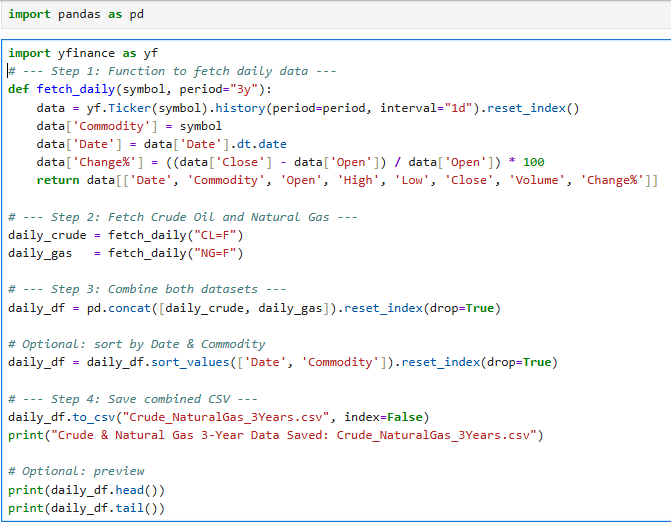 import pandas as pd
import yfinance as yf
# --- Step 1: Function to fetch daily data ---
def fetch_daily(symbol, period="3y"):
    data = yf.Ticker(symbol).history(period=period, interval="1d").reset_index()
    data['Commodity'] = symbol
    data['Date'] = data['Date'].dt.date
    data['Change%'] = ((data['Close'] - data['Open']) / data['Open']) * 100
    return data[['Date', 'Commodity', 'Open', 'High', 'Low', 'Close', 'Volume', 'Change%']]
# --- Step 2: Fetch Crude Oil and Natural Gas ---
daily_crude = fetch_daily("CL=F")
daily_gas   = fetch_daily("NG=F")
# --- Step 3: Combine both datasets ---
daily_df = pd.concat([daily_crude, daily_gas]).reset_index(drop=True)
# Optional: sort by Date & Commodity
daily_df = daily_df.sort_values(['Date', 'Commodity']).reset_index(drop=True)
# --- Step 4: Save combined CSV ---
daily_df.to_csv("Crude_NaturalGas_3Years.csv", index=False)
print("Crude & Natural Gas 3-Year Data Saved: Crude_NaturalGas_3Years.csv")
# Optional: preview
print(daily_df.head())
print(daily_df.tail())